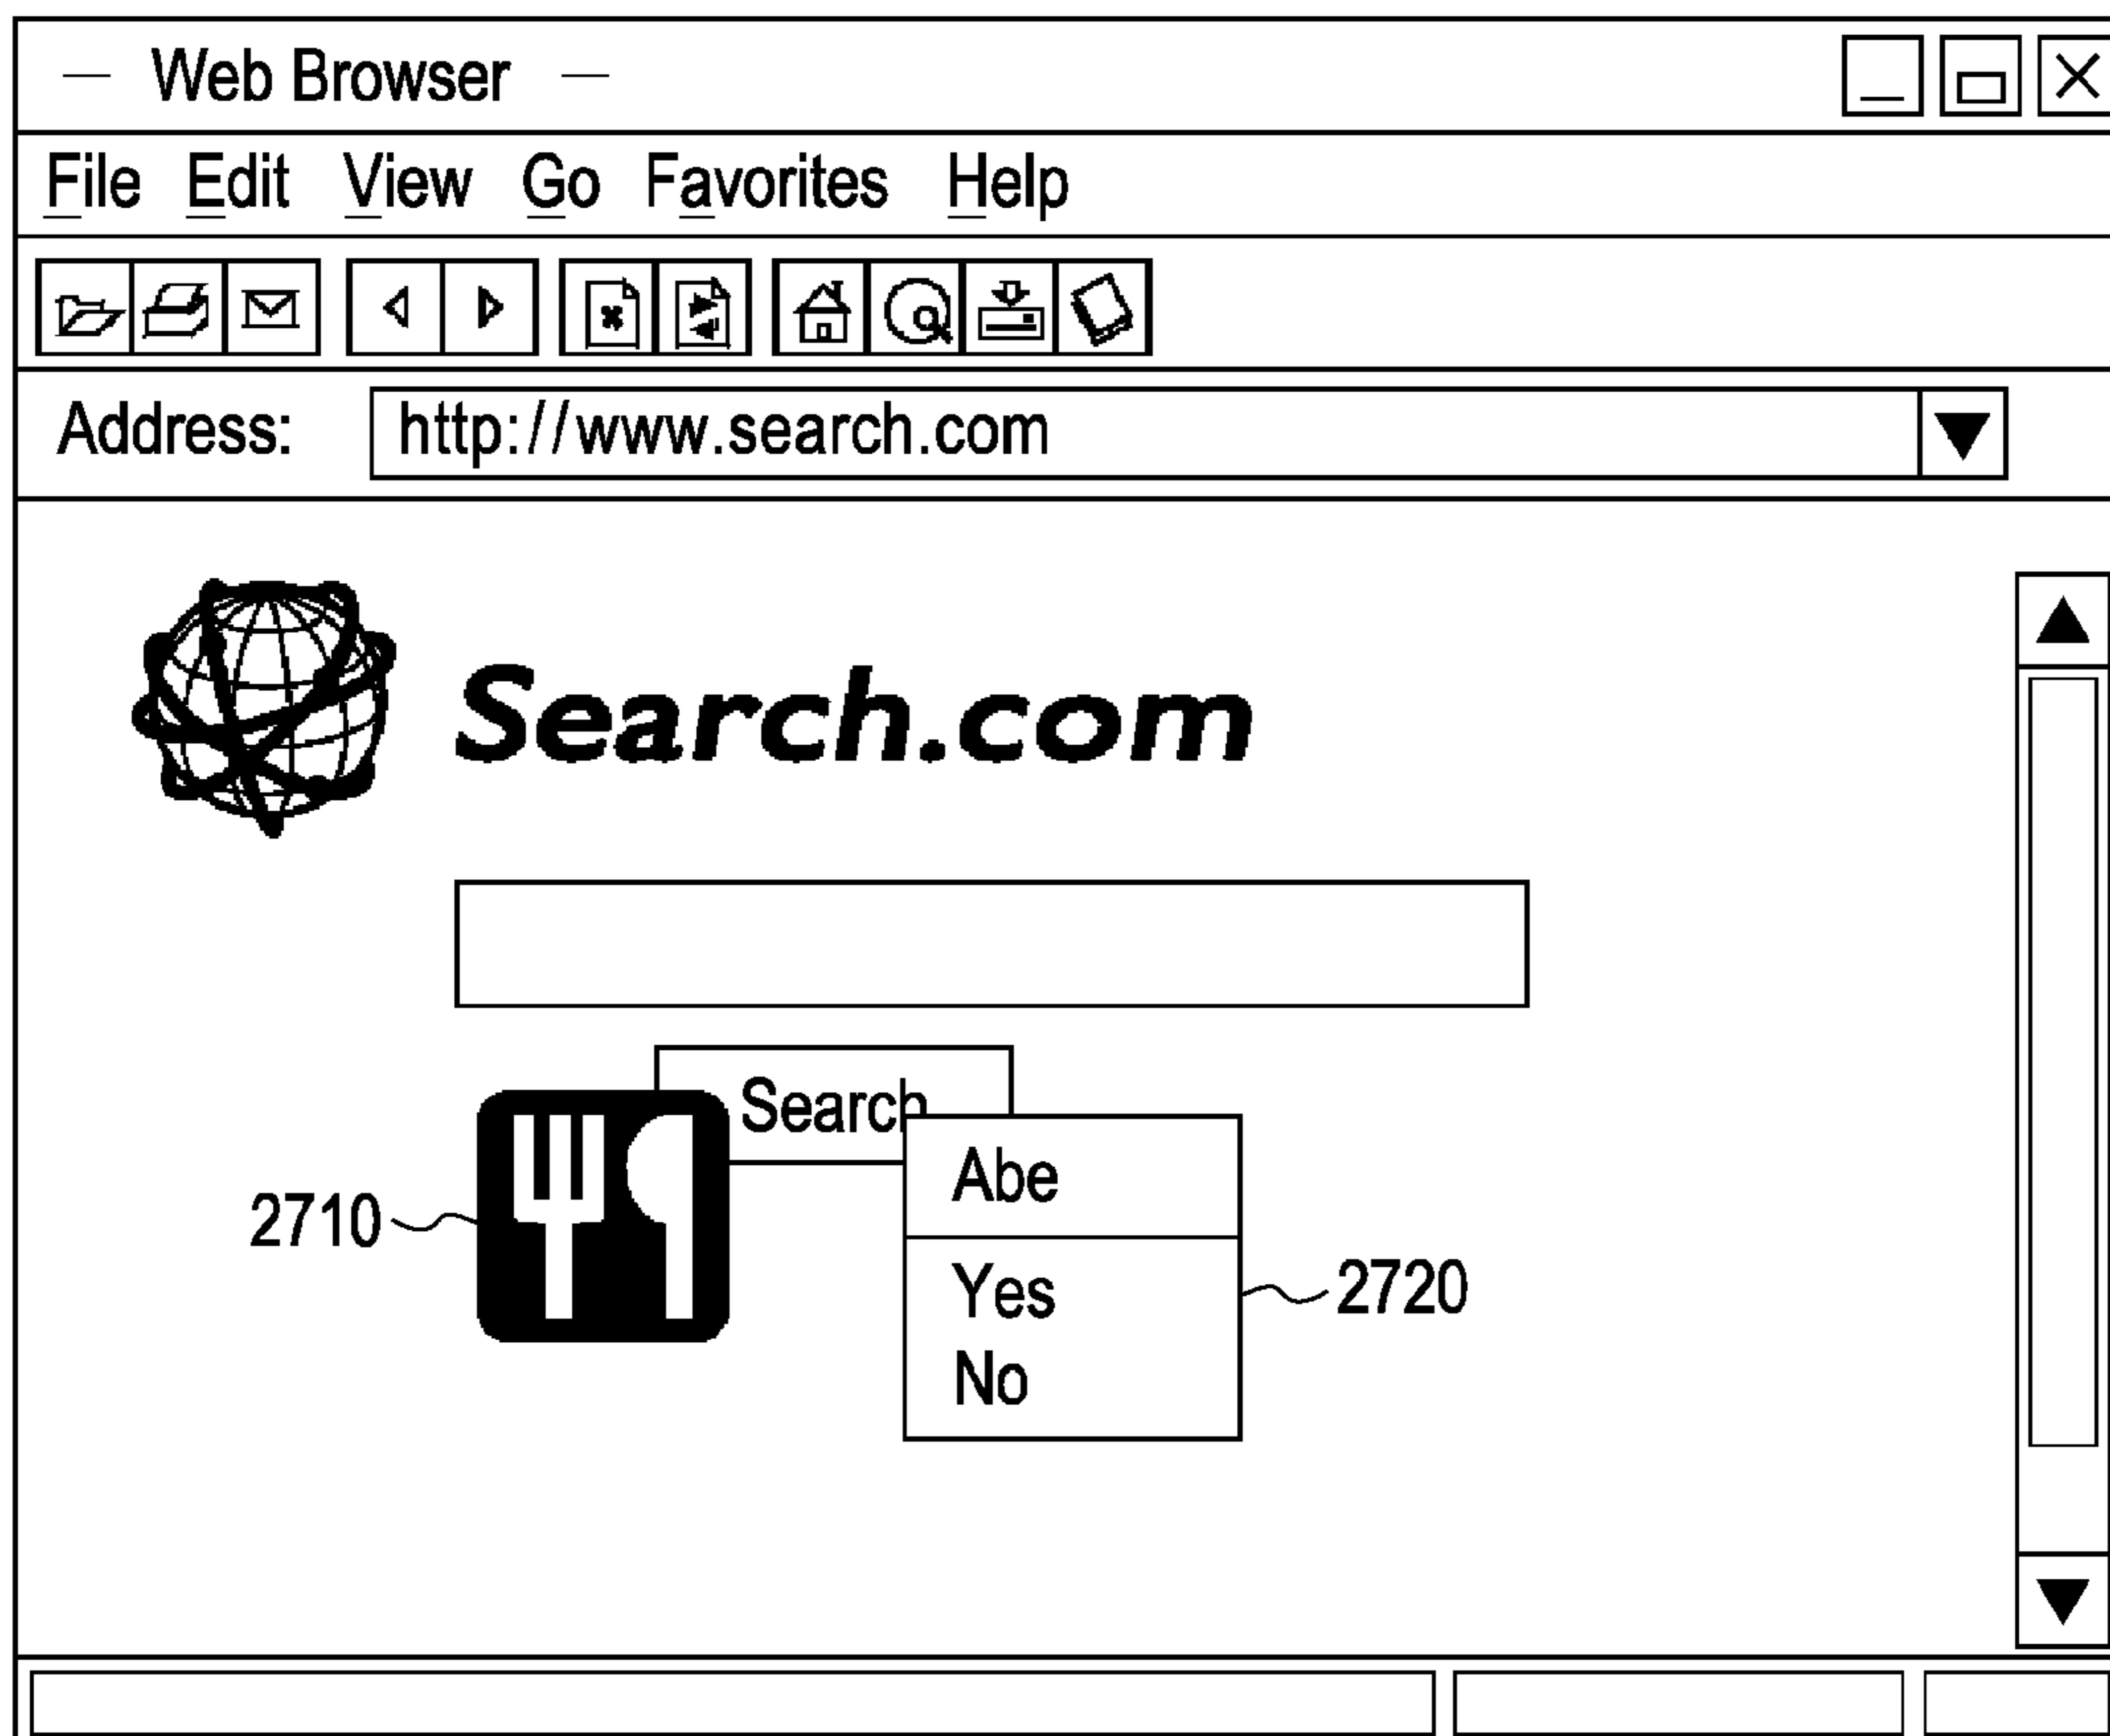 Web Browser
File Edit View Go Favorites Help
Address: http://www.search.com
Search.com
Search
Abe
2710
Yes
2720
No